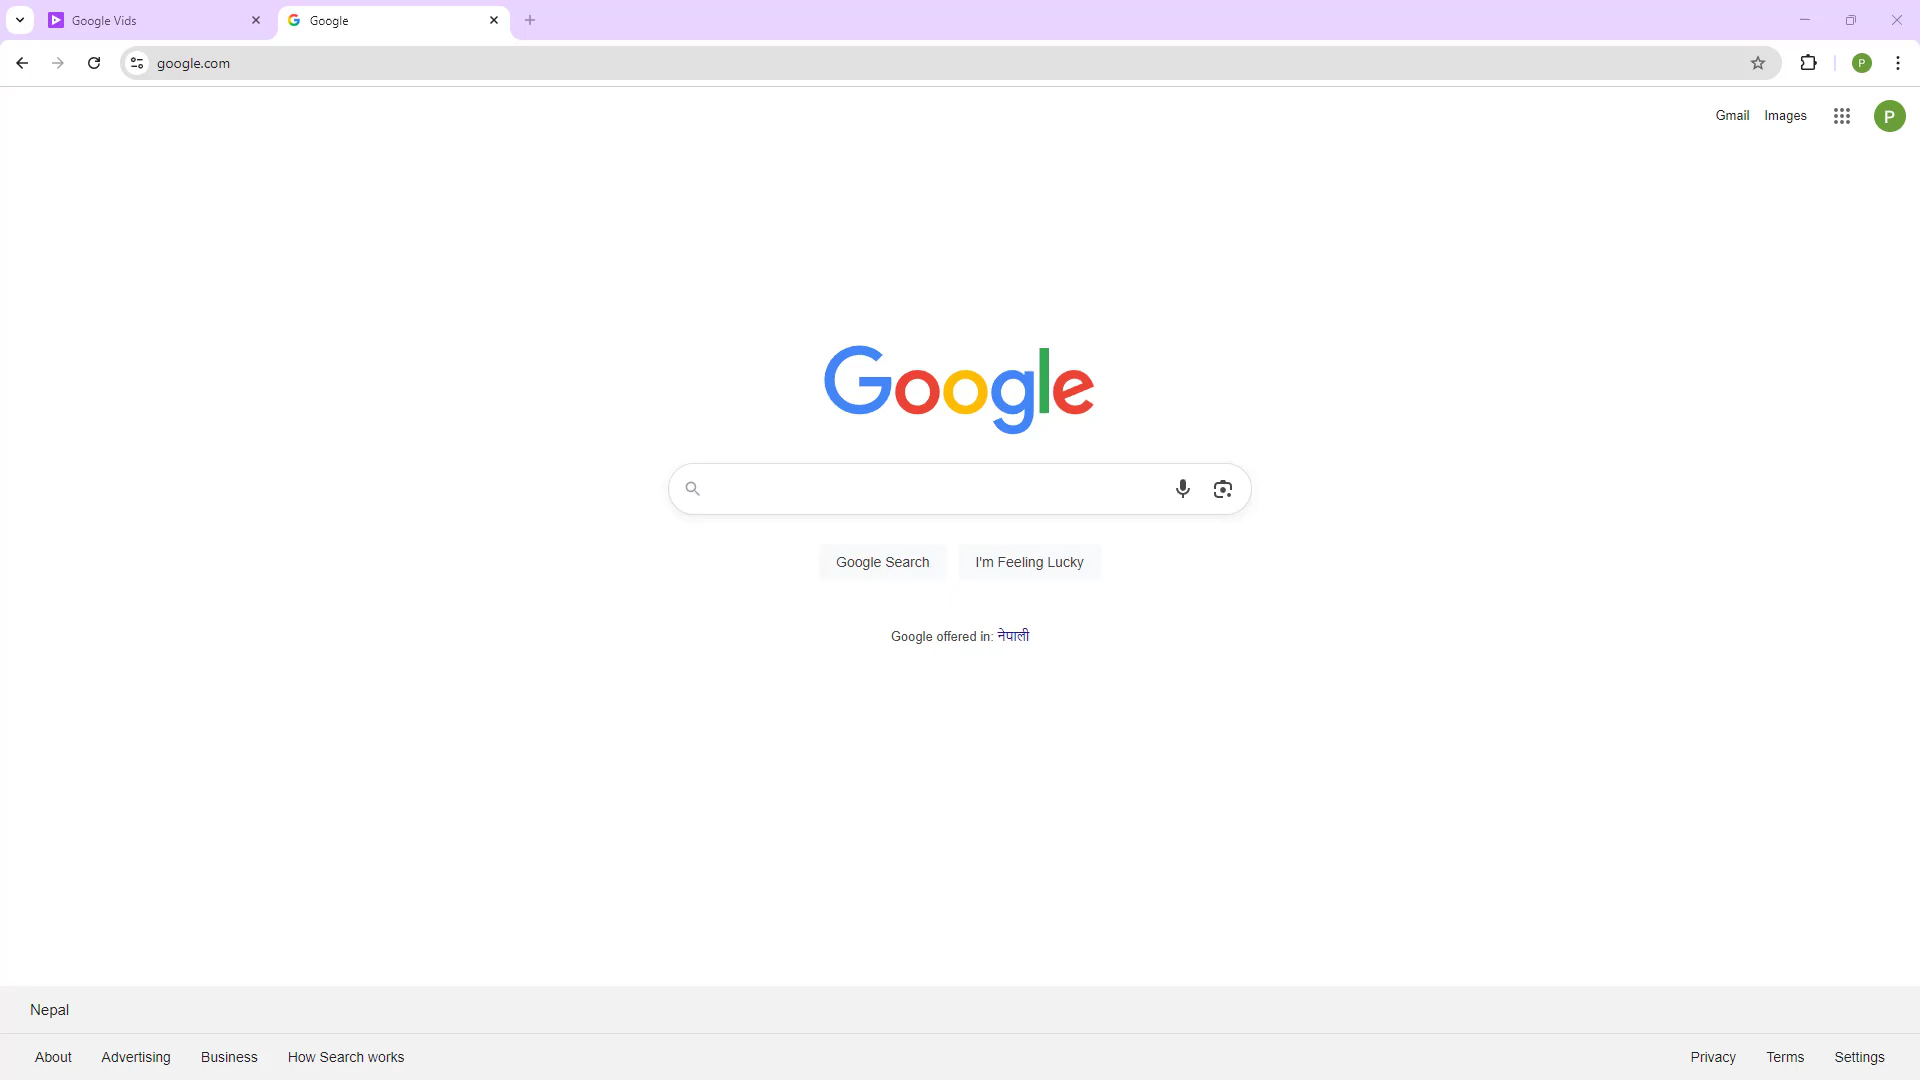 Google Vids
Google
google.com
P
Gmail
Images
P
Google
Google Search
I'm Feeling Lucky
Google offered in: नेपाली
Nepal
About
Advertising
Business
How Search works
Privacy
Terms
Settings